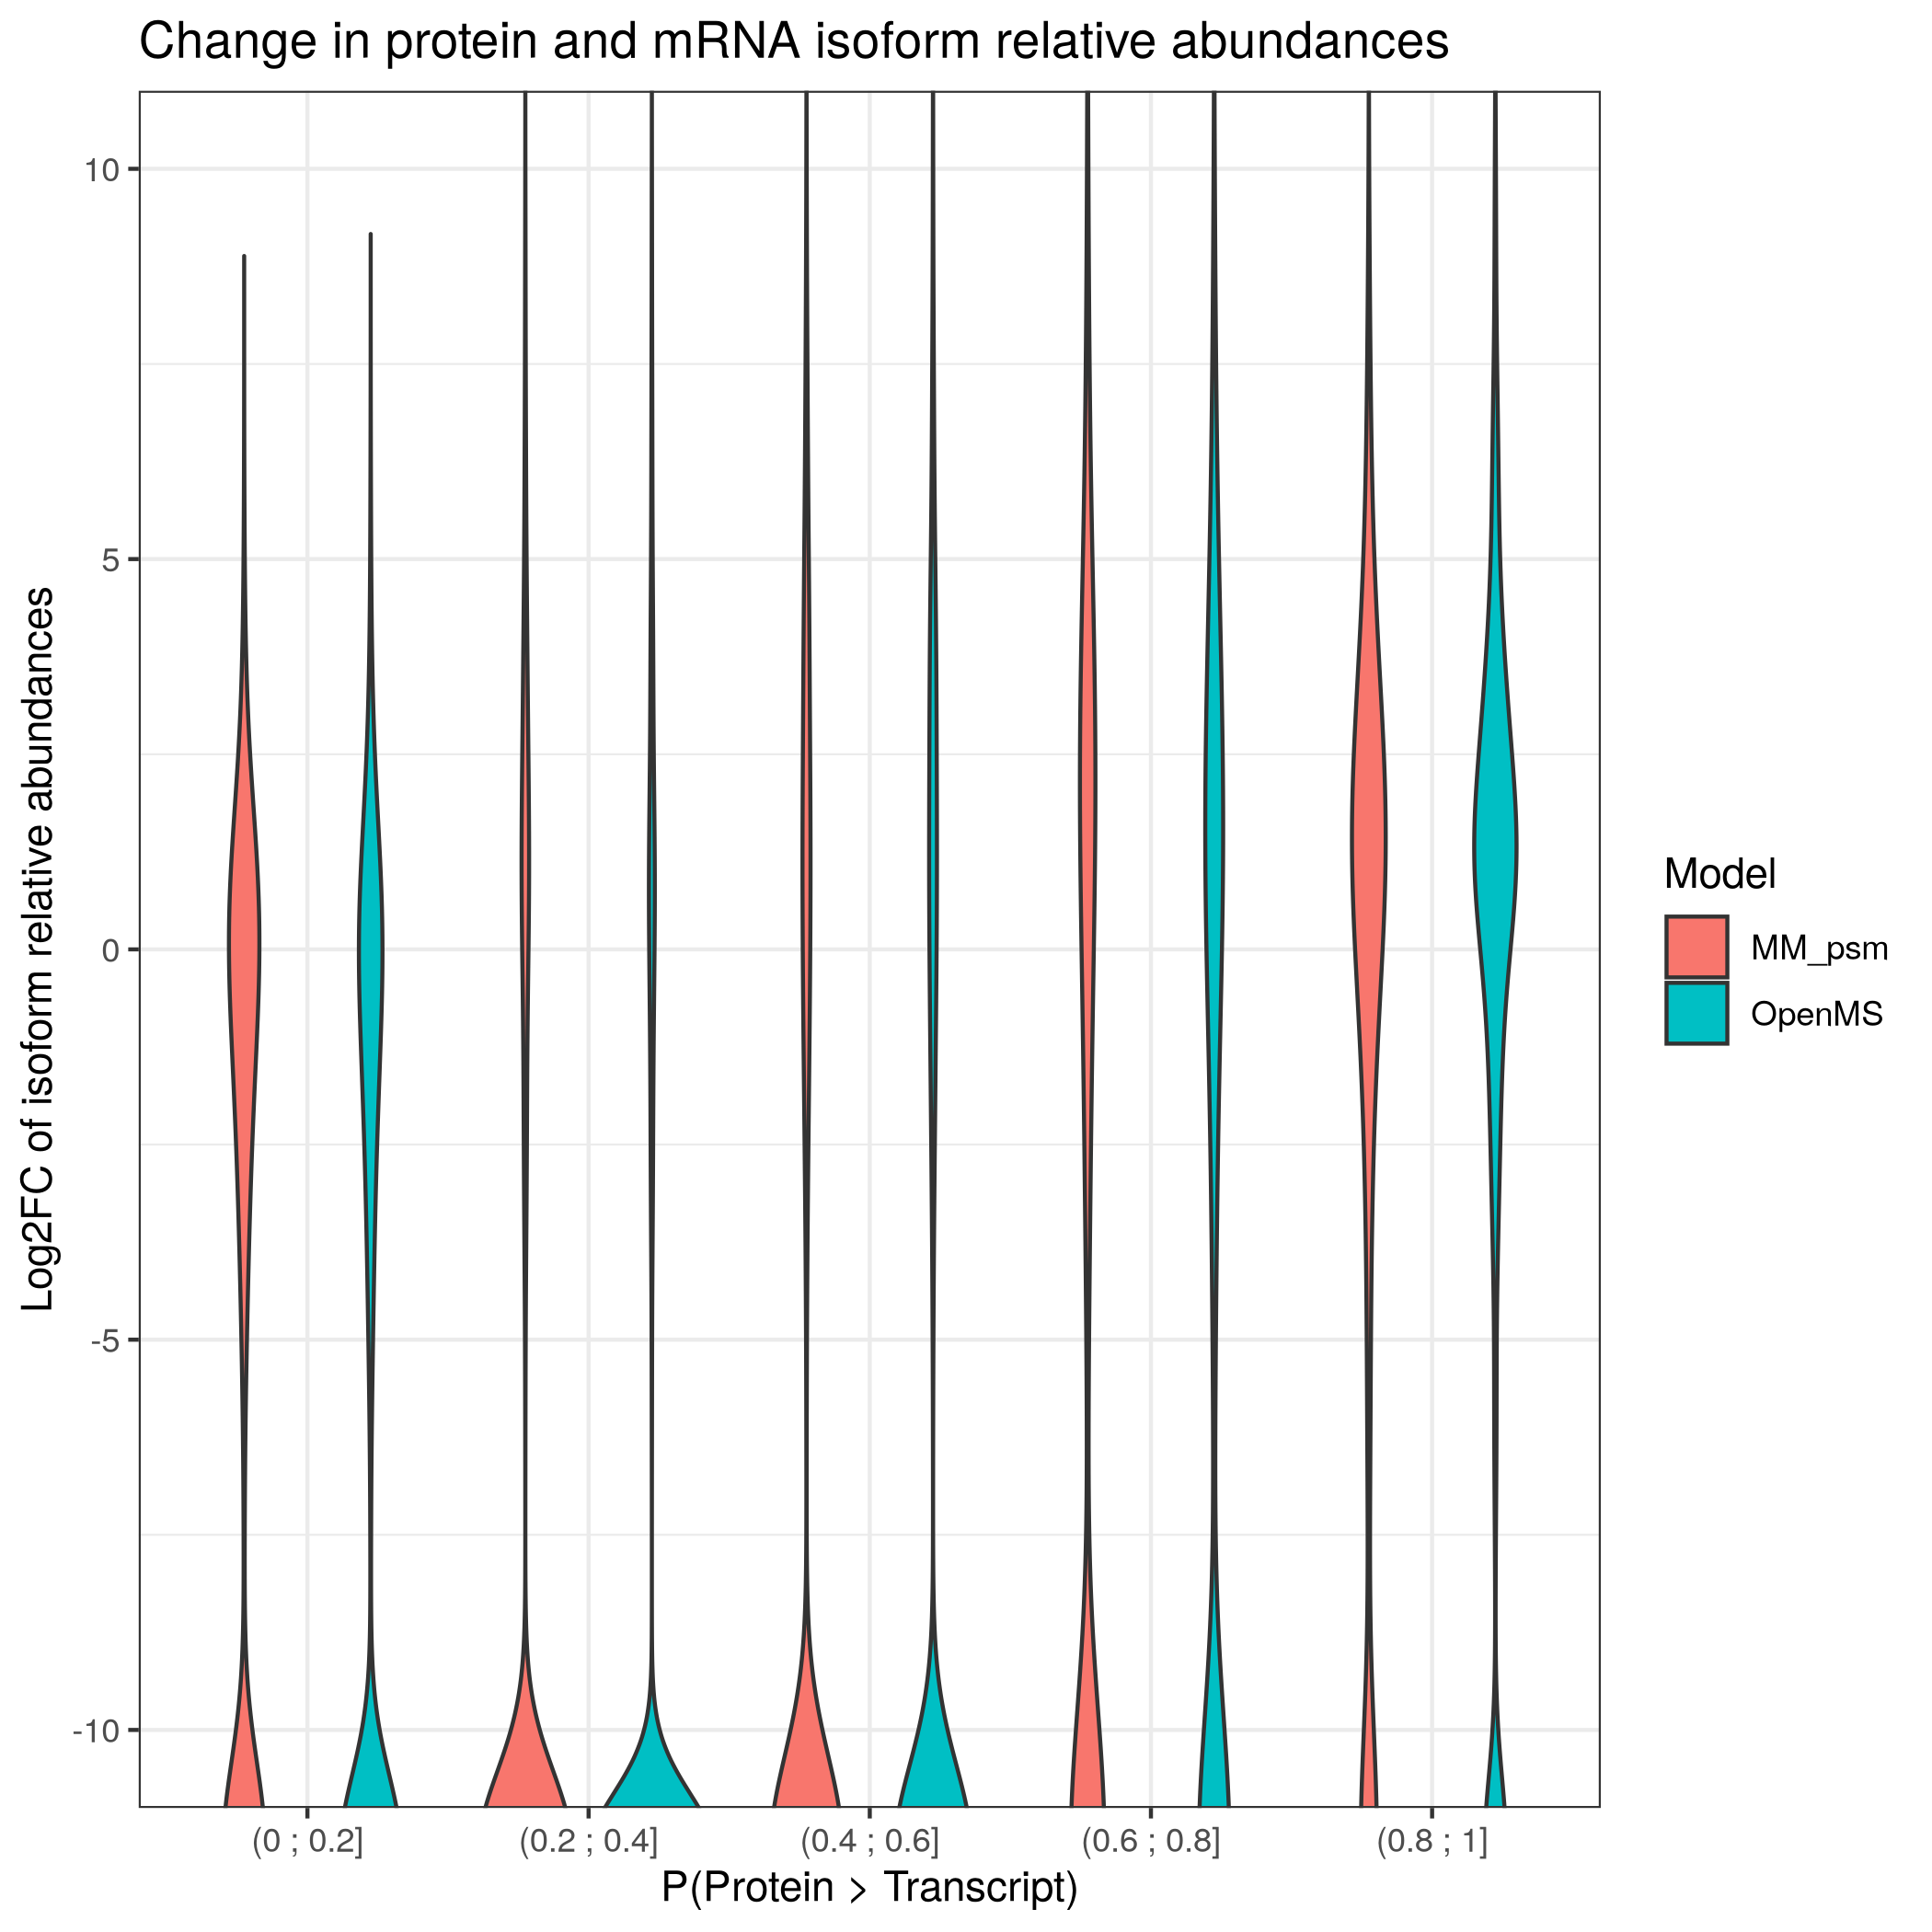 Change in protein and mRNA isoform relative abundances
Log2FC of isoform relative abundances
10
5
0
-5
-10
(0 ; 0.2]
(0.2 ; 0.4]
(0.4 ; 0.6]
(0.6 ; 0.8]
(0.8 ; 1]
P(Protein > Transcript)
Model
MM_psm
OpenMS